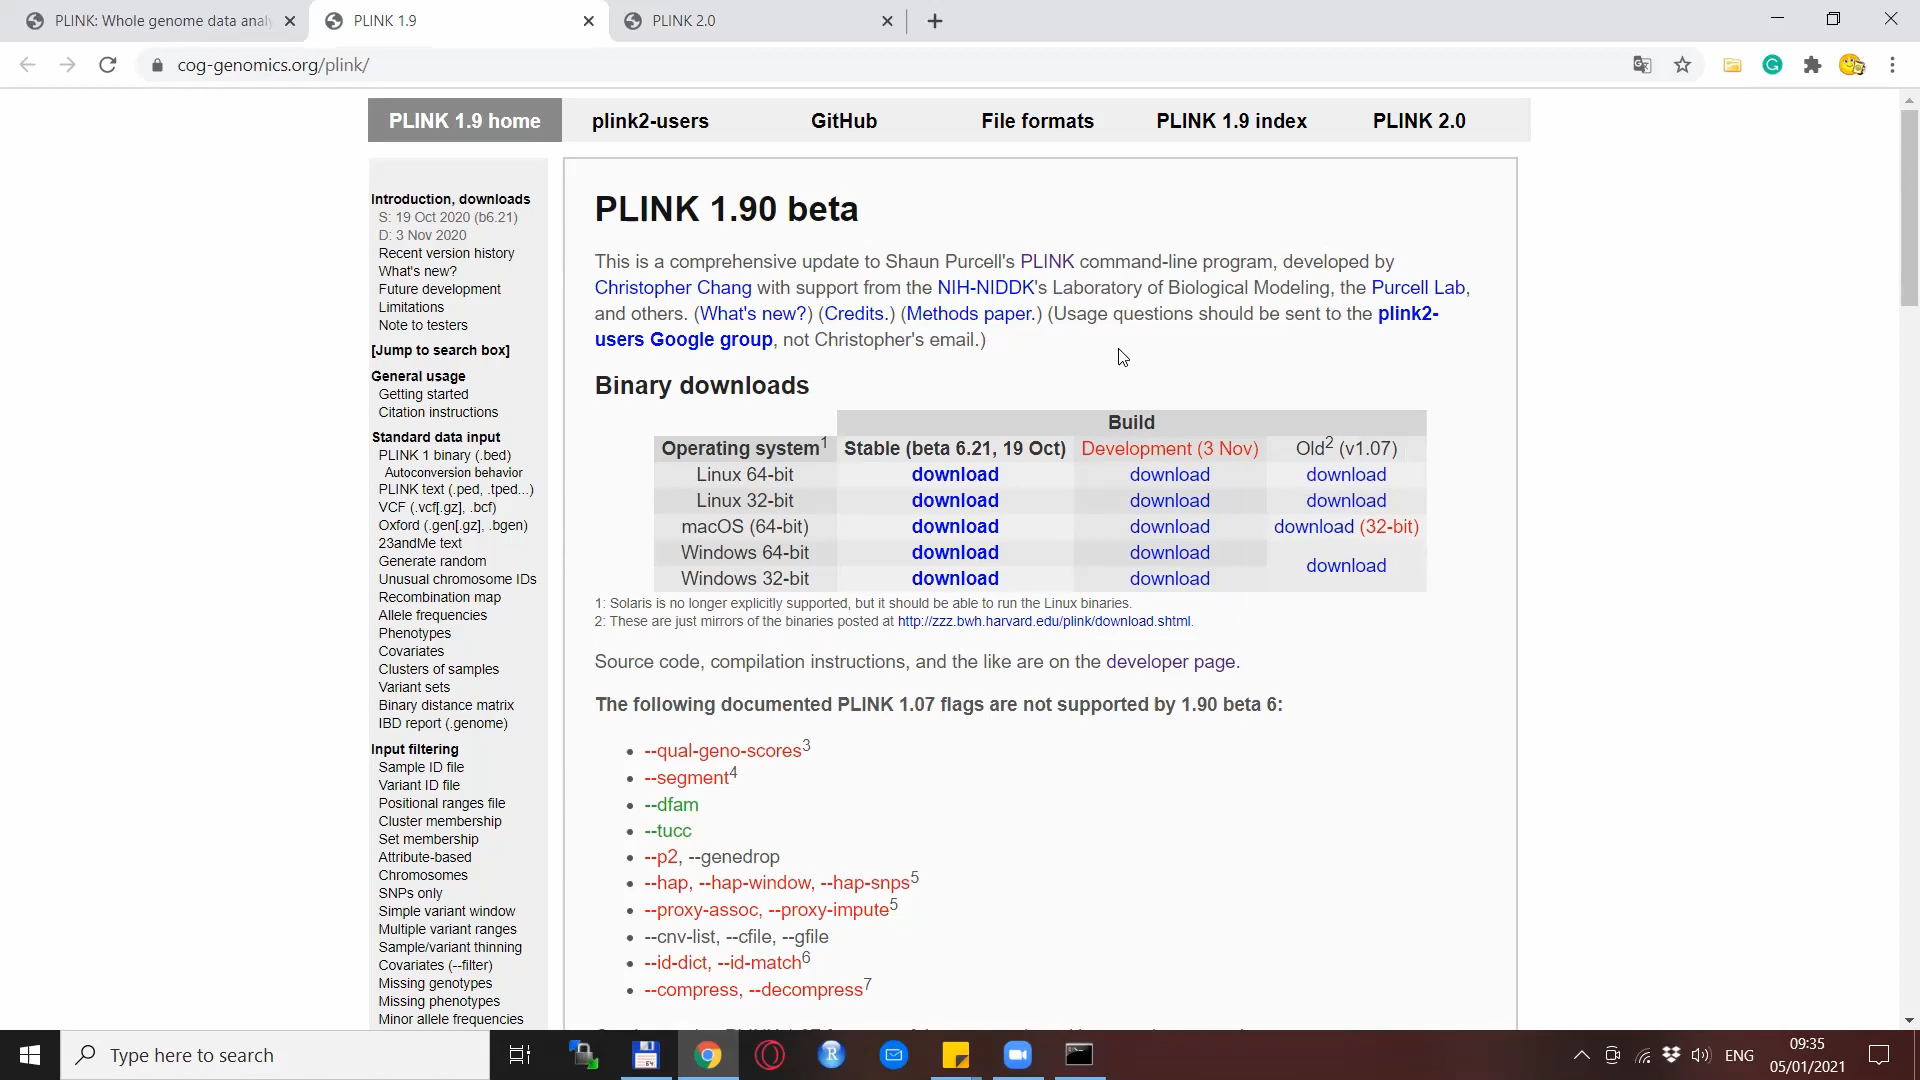 PLINK: Whole genome data anal
PLINK 1.9
PLINK 2.0
cog-genomics.org/plink/
PLINK 1.9 home
plink2-users
GitHub
File formats
PLINK 1.9 index
PLINK 2.0
Introduction, downloads
S: 19 Oct 2020 (b6.21)
D: 3 Nov 2020
Recent version history
What's new?
Future development
Limitations
Note to testers
[Jump to search box]
General usage
Getting started
Citation instructions
Standard data input
PLINK 1 binary (.bed)
Autoconversion behavior
PLINK text (.ped, .tped...)
VCF (.vcf[.gz], .bcf)
Oxford (.gen[.gz], .bgen)
23andMe text
Generate random
Unusual chromosome IDs
Recombination map
Allele frequencies
Phenotypes
Covariates
Clusters of samples
Variant sets
Binary distance matrix
IBD report (.genome)
Input filtering
Sample ID file
Variant ID file
Positional ranges file
Cluster membership
Set membership
Attribute-based
Chromosomes
SNPs only
Simple variant window
Multiple variant ranges
Sample/variant thinning
Covariates (--filter)
Missing genotypes
Missing phenotypes
Minor allele frequencies
PLINK 1.90 beta
This is a comprehensive update to Shaun Purcell's PLINK command-line program, developed by
Christopher Chang with support from the NIH-NIDDK's Laboratory of Biological Modeling, the Purcell Lab,
and others. (What's new?) (Credits.) (Methods paper.) (Usage questions should be sent to the plink2-
users Google group, not Christopher's email.)
Binary downloads
Build
Operating system1 Stable (beta 6.21, 19 Oct) Development (3 Nov) Old2 (v1.07)
Linux 64-bit download download download
Linux 32-bit download download download
macOS (64-bit) download download download (32-bit)
Windows 64-bit download download download
Windows 32-bit download download
1: Solaris is no longer explicitly supported, but it should be able to run the Linux binaries.
2: These are just mirrors of the binaries posted at http://zzz.bwh.harvard.edu/plink/download.shtml.
Source code, compilation instructions, and the like are on the developer page.
The following documented PLINK 1.07 flags are not supported by 1.90 beta 6:
• --qual-geno-scores3
• --segment4
• --dfam
• --tucc
• --p2, --genedrop
• --hap, --hap-window, --hap-snps5
• --proxy-assoc, --proxy-impute5
• --cnv-list, --cfile, --gfile
• --id-dict, --id-match6
• --compress, --decompress7
Type here to search
ENG
09:35
05/01/2021